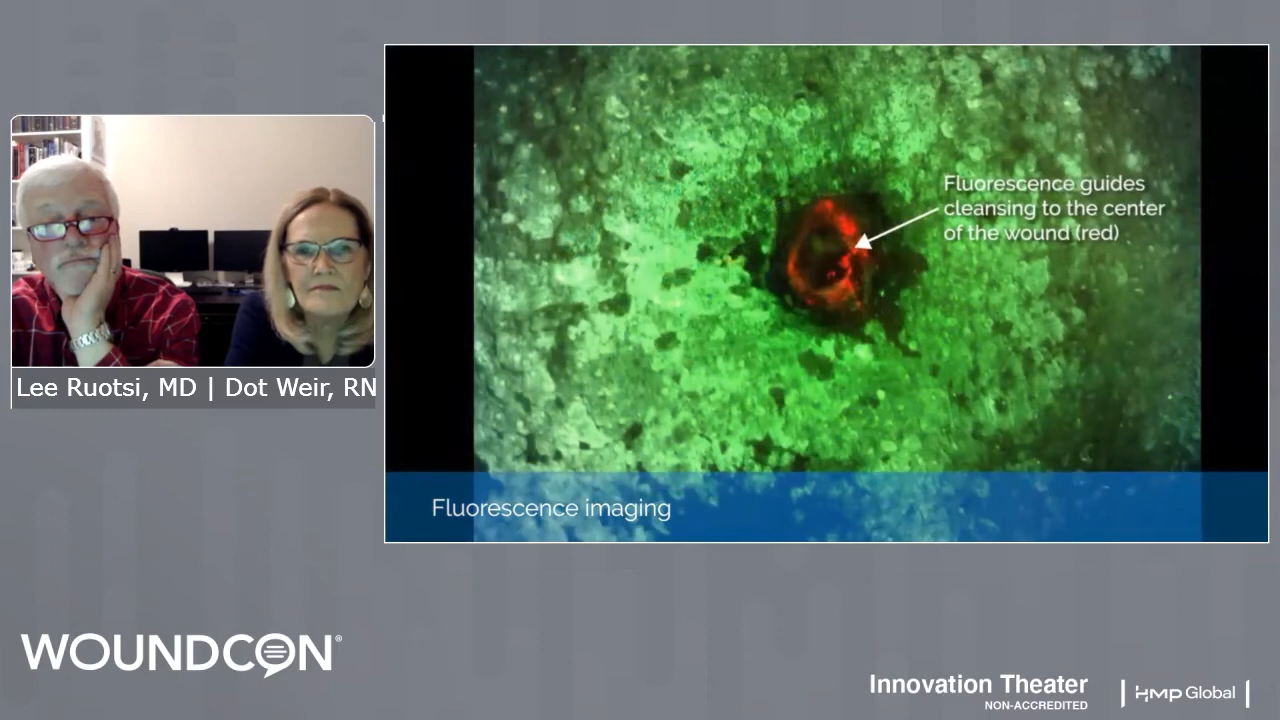 Fluorescence guides
cleansing to the center
of the wound (red)
Lee Ruotsi, MD | Dot Weir, RN
Fluorescence imaging
WOUNDCON®
Innovation Theater
NON-ACCREDITED
HMP Global